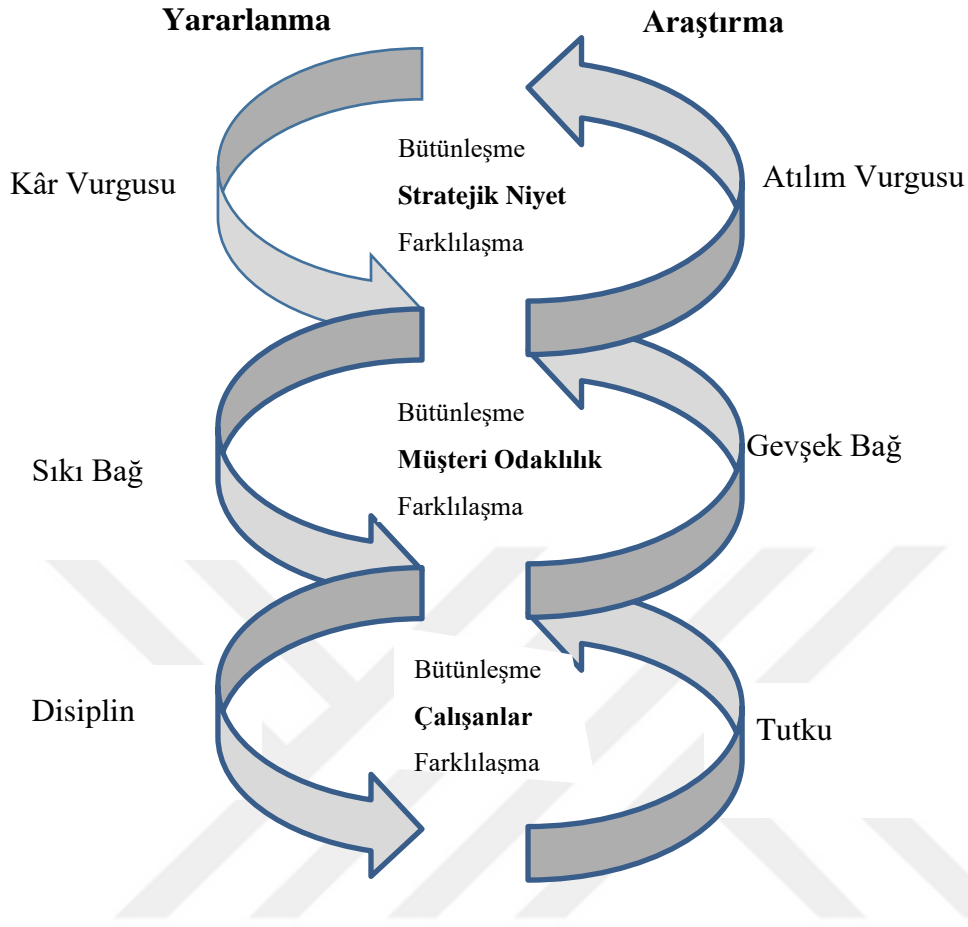 Yararlanma
Araştırma
Kâr Vurgusu
Bütünleşme
Stratejik Niyet
Farklılaşma
Atılım Vurgusu
Sıkı Bağ
Bütünleşme
Müşteri Odaklılık
Farklılaşma
Gevşek Bağ
Disiplin
Bütünleşme
Çalışanlar
Farklılaşma
Tutku